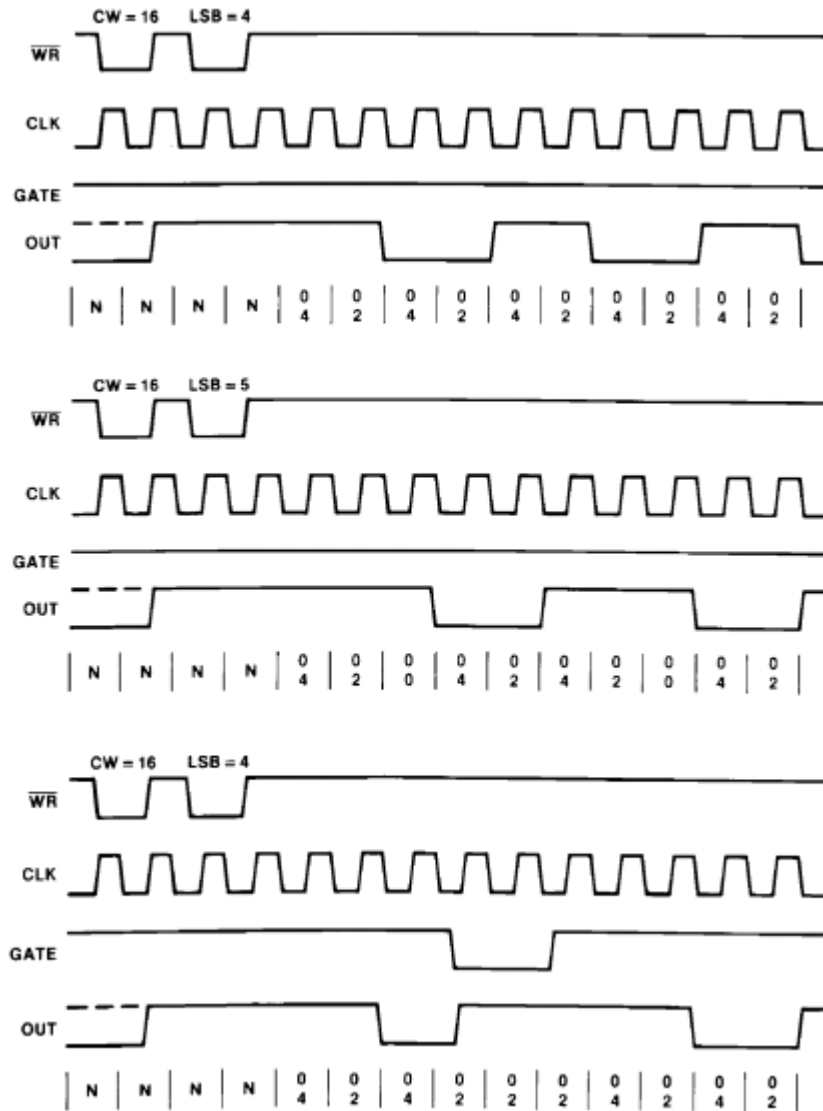 CW = 16 LSB = 4
WR
CLK
GATE
OUT
N N N N 0 0 0 0 0 0 0 0 0 0
4 2 4 2 4 2 4 2 4 2
CW = 16 LSB = 5
WR
CLK
GATE
OUT
N N N N 0 0 0 0 0 0 0 0 0 0
4 2 0 4 2 4 2 0 4 2
CW = 16 LSB = 4
WR
CLK
GATE
OUT
N N N N 0 0 0 0 0 0 0 0 0 0
4 2 4 2 2 2 4 2 4 2